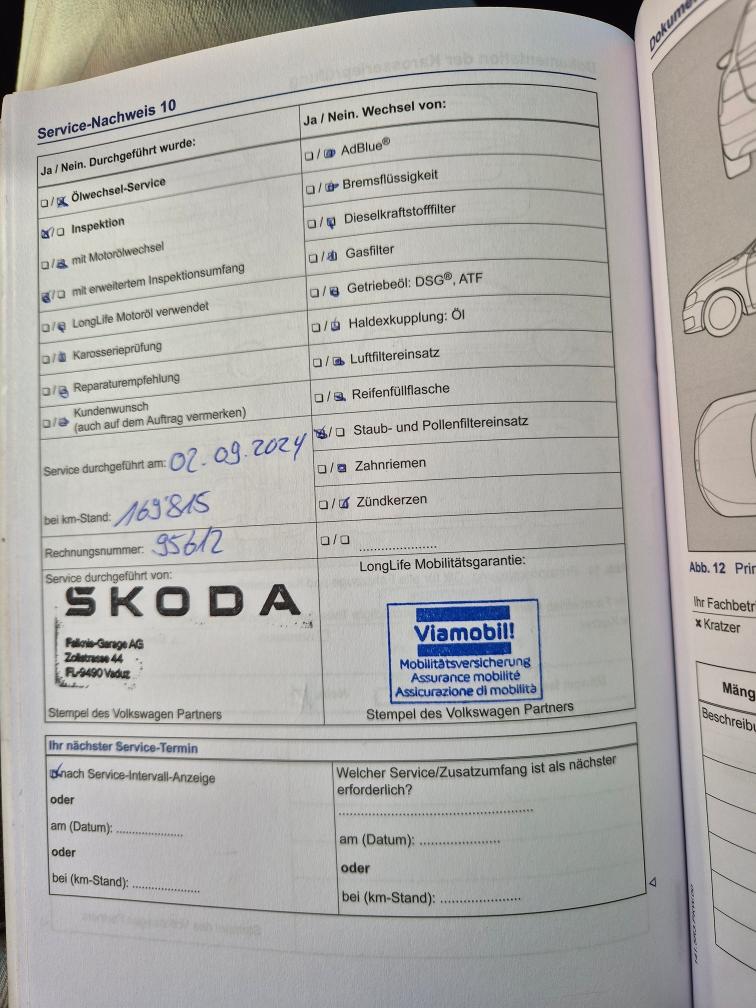 Service-Nachweis 10
Ja / Nein. Durchgeführt wurde:
☐/☒ Ölwechsel-Service
☒/☐ Inspektion
☐/☒ mit Motorölwechsel
☒/☐ mit erweitertem Inspektionsumfang
☐/☒ LongLife Motoröl verwendet
☐/☒ Karosserieprüfung
☐/☒ Reparaturempfehlung
☐/☒ Kundenwunsch
(auch auf dem Auftrag vermerken)
Service durchgeführt am: 02.09.2024
bei km-Stand: 169'815
Rechnungsnummer: 95612
Service durchgeführt von:
SKODA
Falknis-Garage AG
Zollstrasse 44
FL-9490 Vaduz
Stempel des Volkswagen Partners
Ja / Nein. Wechsel von:
☐/☒ AdBlue®
☐/☒ Bremsflüssigkeit
☐/☒ Dieselkraftstofffilter
☐/☒ Gasfilter
☐/☒ Getriebeöl: DSG®, ATF
☐/☒ Haldexkupplung: Öl
☐/☒ Luftfiltereinsatz
☐/☒ Reifenfüllflasche
☒/☐ Staub- und Pollenfiltereinsatz
☐/☒ Zahnriemen
☐/☒ Zündkerzen
☐/☐ ......................
LongLife Mobilitätsgarantie:
Viamobil!
Mobilitätsversicherung
Assurance mobilité
Assicurazione di mobilità
Stempel des Volkswagen Partners
Ihr nächster Service-Termin
☒ nach Service-Intervall-Anzeige
oder
am (Datum): ...................
oder
bei (km-Stand): ...................
Welcher Service/Zusatzumfang ist als nächster
erforderlich?
......................................................
am (Datum): ......................
oder
bei (km-Stand): ......................
Abb. 12
Ihr
× Kratzer